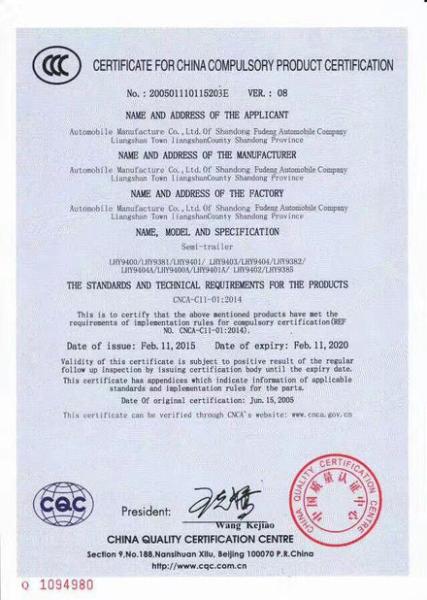 CCC
CERTIFICATE FOR CHINA COMPULSORY PRODUCT CERTIFICATION
No.: 200501110115203E VER.: 08
NAME AND ADDRESS OF THE APPLICANT
Automobile Manufacture Co.,Ltd.Of Shandong Fudeng Automobile Company
Liangshan Town liangshanCounty Shandong Province
NAME AND ADDRESS OF THE MANUFACTURER
Automobile Manufacture Co.,Ltd.Of Shandong Fudeng Automobile Company
Liangshan Town liangshanCounty Shandong Province
NAME AND ADDRESS OF THE FACTORY
Automobile Manufacture Co.,Ltd.Of Shandong Fudeng Automobile Company
Liangshan Town liangshanCounty Shandong Province
NAME, MODEL AND SPECIFICATION
Semi-trailer
LHY9400/LHY9381/LHY9401/ LHY9403/LHY9404/LHY9382/
LHY9404A/LHY9400A/LHY9401A/ LHY9402/LHY9385
THE STANDARDS AND TECHNICAL REQUIREMENTS FOR THE PRODUCTS
CNCA-C11-01:2014
This is to certify that the above mentioned products have met the
requirements of implementation rules for compulsory certification(REF
NO. CNCA-C11-01:2014).
Date of issue: Feb.11,2015 Date of expiry: Feb.11,2020
Validity of this certificate is subject to positive result of the regular
follow up inspection by issuing certification body until the expiry date.
This certificate has appendices which indicate information of applicable
standards and implementation rules for the parts.
Date Of original certification: Jun.15,2005
This certificate can be verified through CNCA's website: www.cnca.gov.cn
CQC
President:
Wang Kejiao
CHINA QUALITY CERTIFICATION CENTRE
中国质量认证中心
CHINA QUALITY CERTIFICATION CENTRE
Section 9,No.188,Nansihuan Xilu, Beijing 100070 P.R.China
http://www.cqc.com.cn
Q 1094980